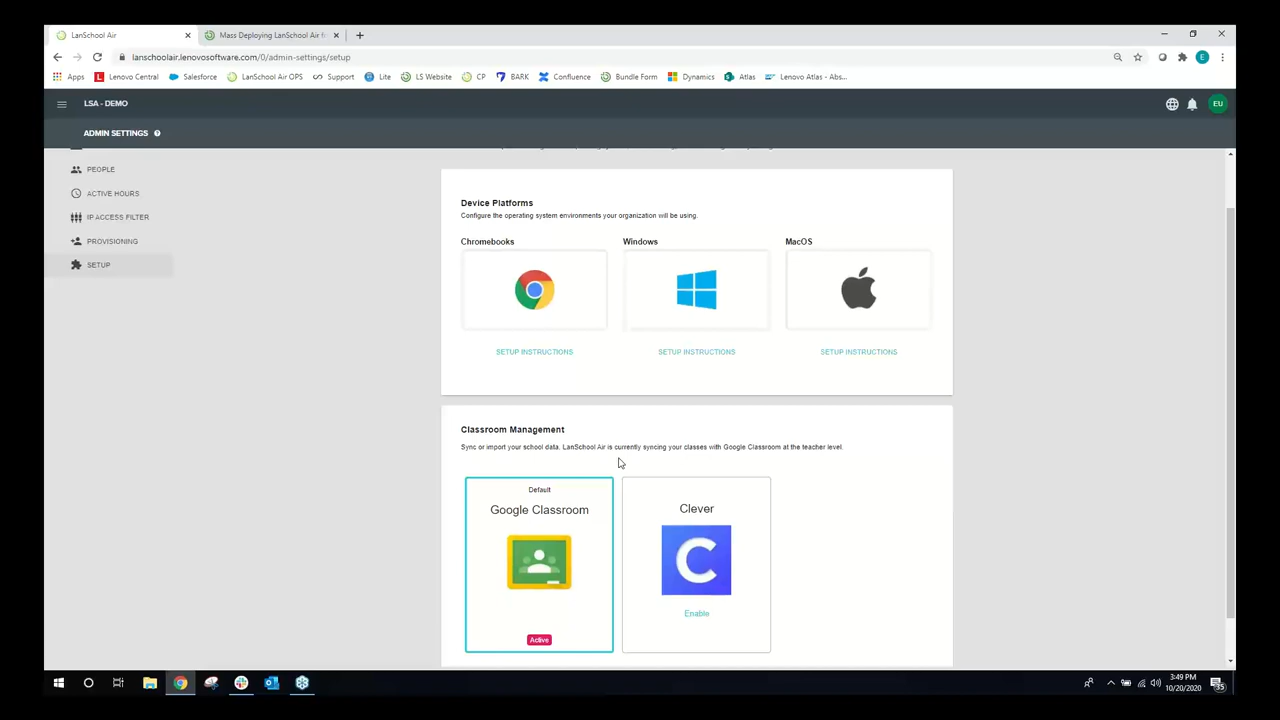 LanSchool Air
Mass Deploying LanSchool Air f
lanschoolair.lenovosoftware.com/0/admin-settings/setup
E
Apps
Lenovo Central
Salesforce
LanSchool Air OPS
Support
Lite
LS Website
CP
BARK
Confluence
Bundle Form
Dynamics
Atlas
Lenovo Atlas - Abs...
LSA - DEMO
EU
ADMIN SETTINGS
PEOPLE
ACTIVE HOURS
IP ACCESS FILTER
PROVISIONING
SETUP
Device Platforms
Configure the operating system environments your organization will be using.
Chromebooks
Windows
MacOS
SETUP INSTRUCTIONS
SETUP INSTRUCTIONS
SETUP INSTRUCTIONS
Classroom Management
Sync or import your school data. LanSchool Air is currently syncing your classes with Google Classroom at the teacher level.
Default
Google Classroom
Active
Clever
C
Enable
3:49 PM
10/20/2020
35